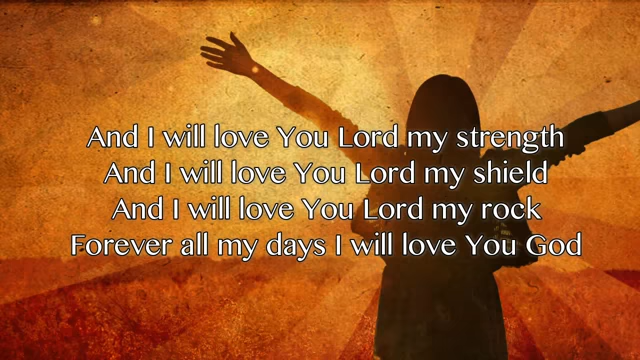 And I will love You Lord my strength
And I will love You Lord my shield
And I will love You Lord my rock
Forever all my days I will love You God